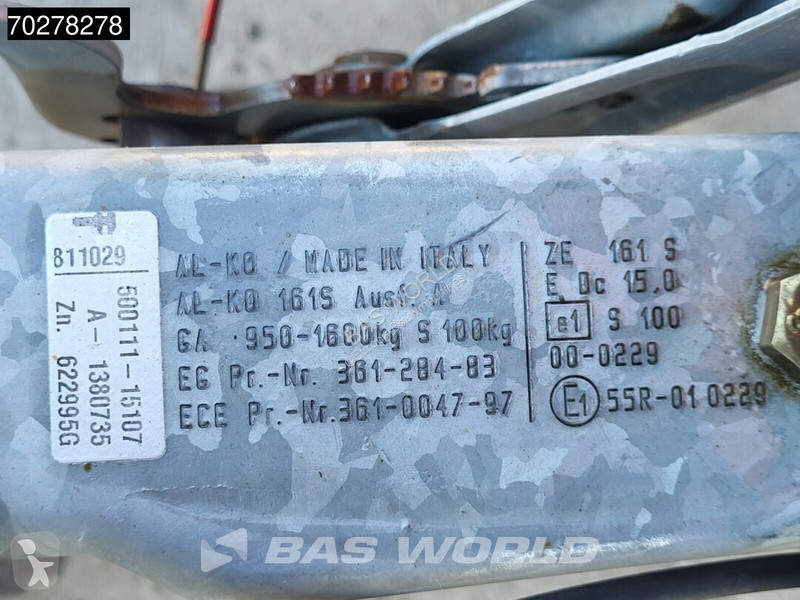 70278278
811029
500111-15107
A-1380735
Zn. 622995G
AL-KO / MADE IN ITALY
AL-KO 161S Ausf. A
GA 950-1600kg S 100kg
EG Pr.-Nr. 361-284-83
ECE Pr.-Nr. 361-0047-97
ZE 161 S
E Dc 15,0
e1 S 100
00-0229
E1 55R-01 0229
BAS WORLD